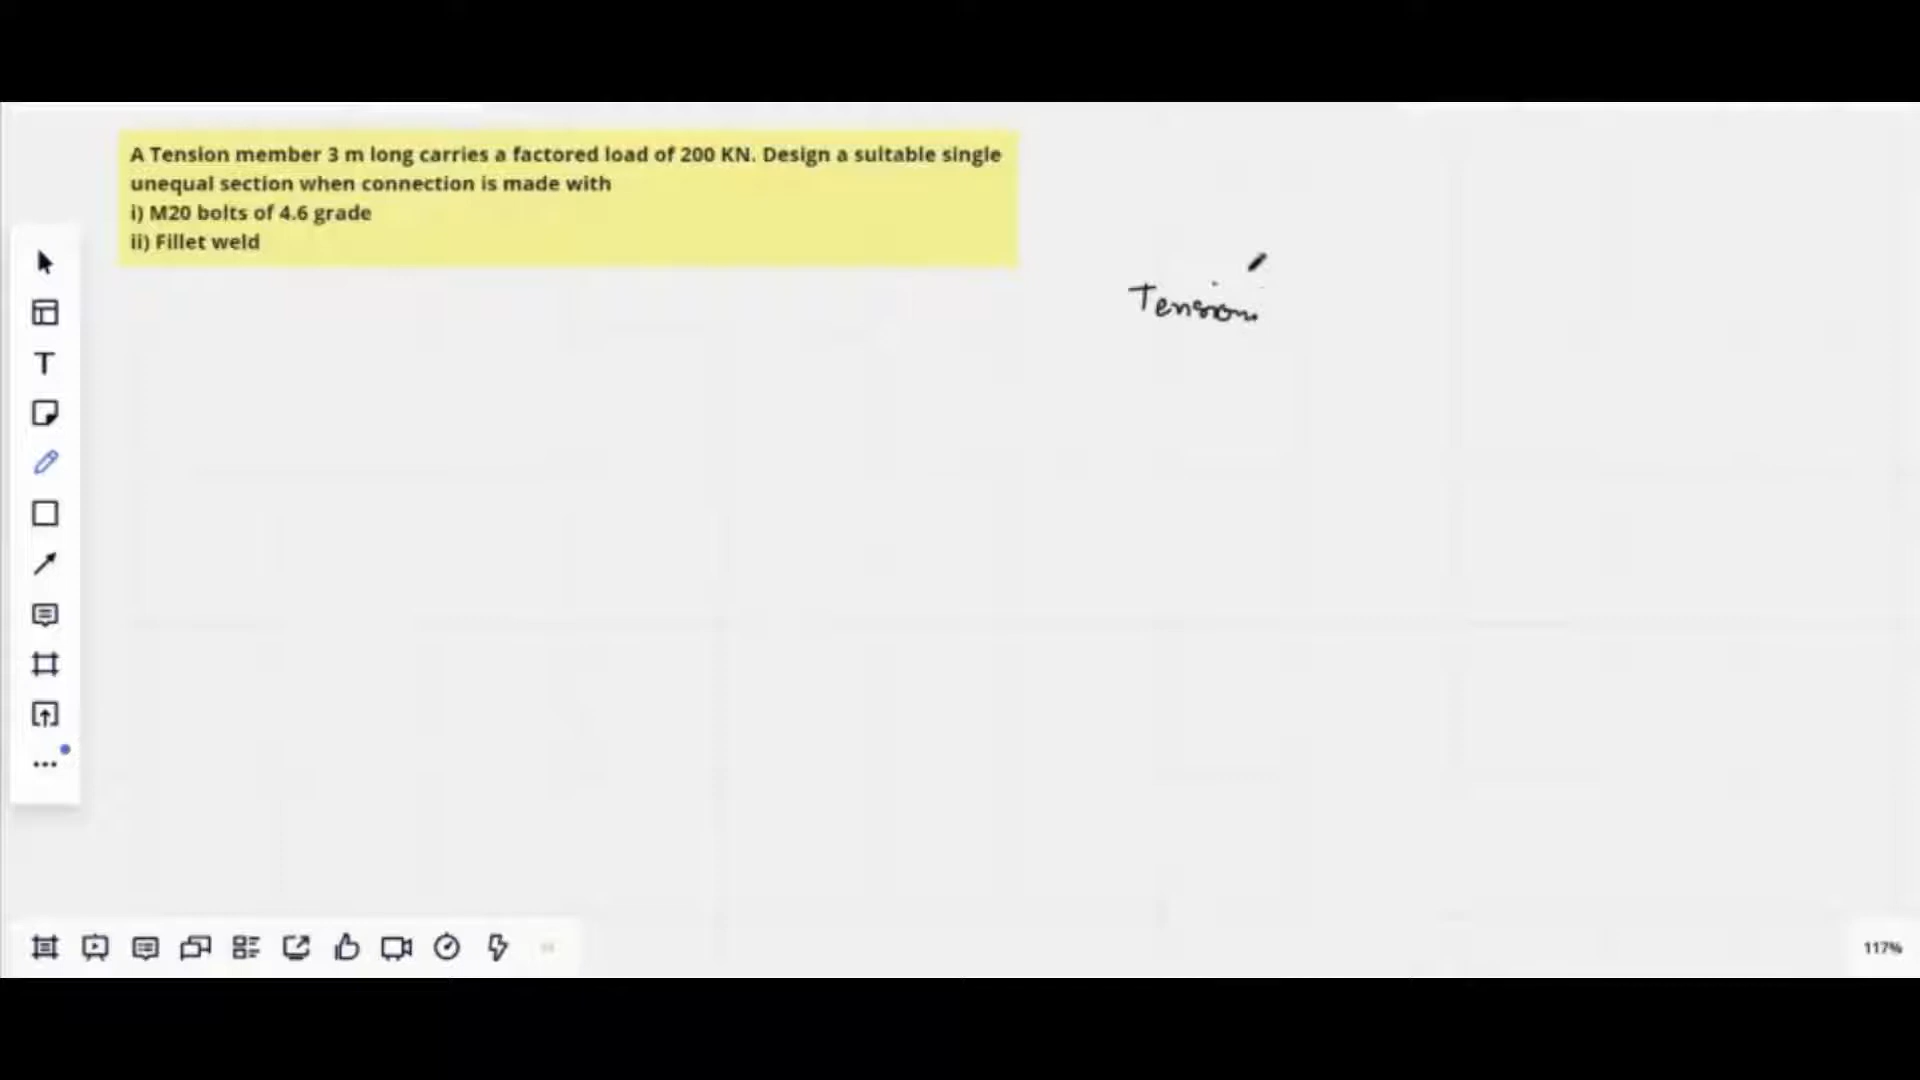 A Tension member 3 m long carries a factored load of 200 KN. Design a suitable single
unequal section when connection is made with
i) M20 bolts of 4.6 grade
ii) Fillet weld
Tension
T
117%